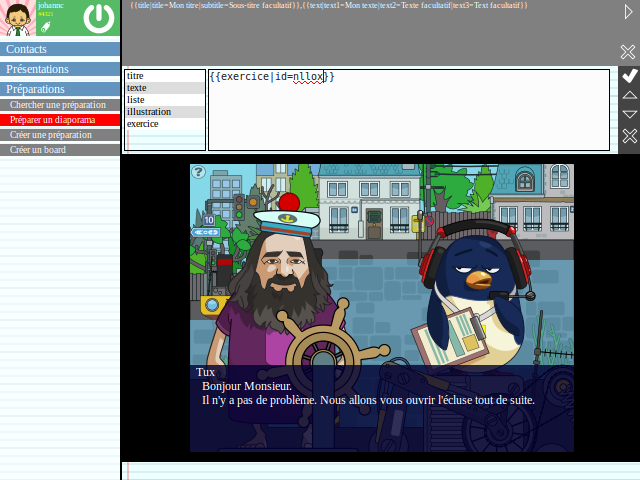 johannc
#4321
{{title|title=Mon titre|subtitle=Sous-titre facultatif}},{{text|text1=Mon texte|text2=Texte facultatif|text3=Text facultatif}}
Contacts
Présentations
Préparations
Chercher une préparation
Préparer un diaporama
Créer une préparation
Créer un board
titre
texte
liste
illustration
exercice
{{exercice|id=nllox}}
?
10
Tux
Bonjour Monsieur.
Il n'y a pas de problème. Nous allons vous ouvrir l'écluse tout de suite.